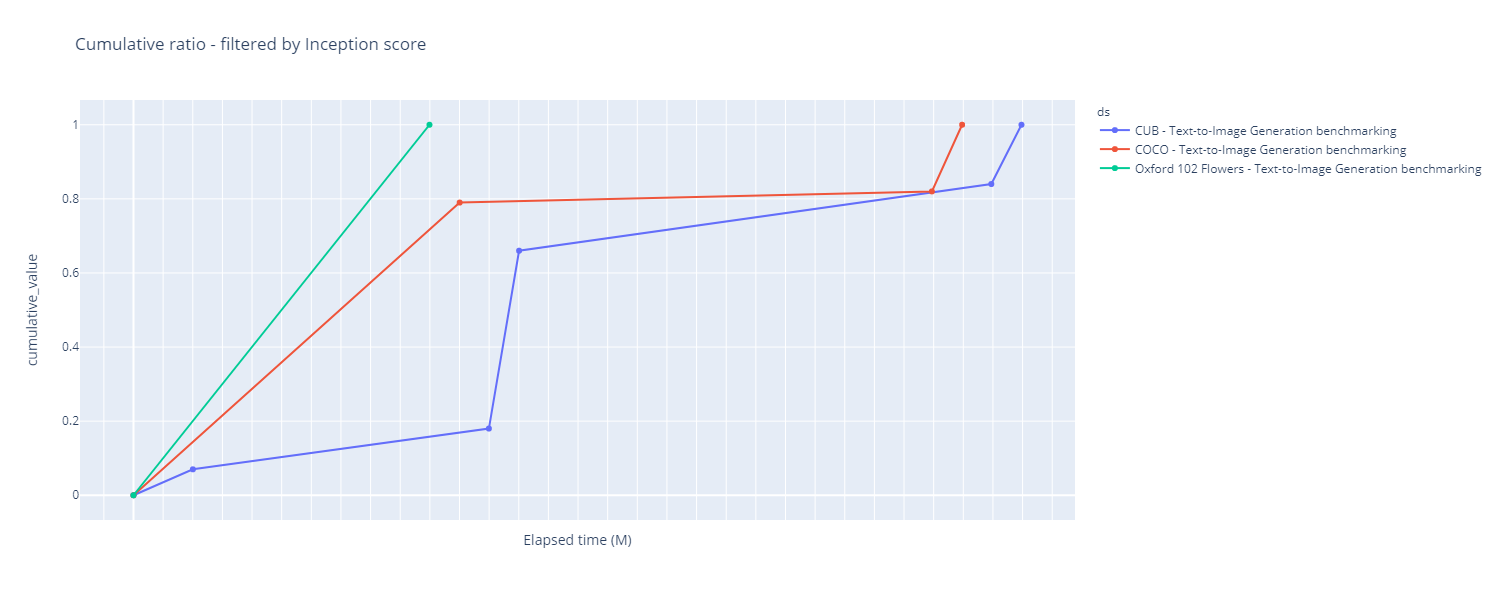 Cumulative ratio - filtered by Inception score
ds
CUB - Text-to-Image Generation benchmarking
COCO - Text-to-Image Generation benchmarking
Oxford 102 Flowers - Text-to-Image Generation benchmarking
1
0.8
0.6
0.4
0.2
0
cumulative_value
Elapsed time (M)